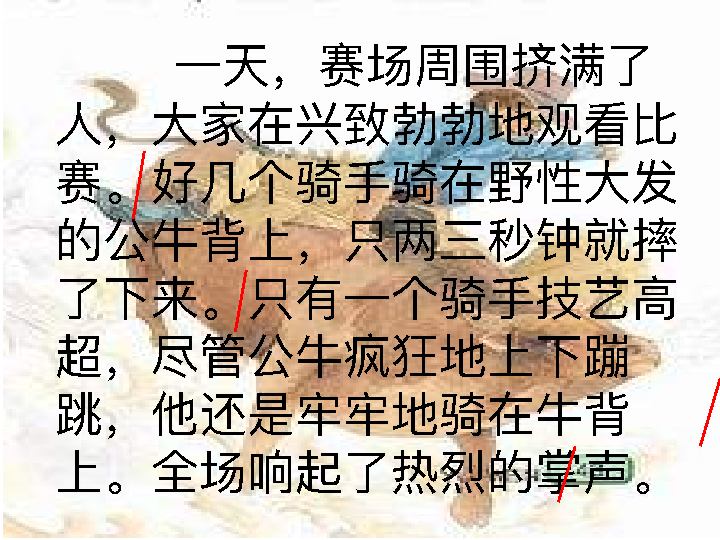 一天，赛场周围挤满了
人，大家在兴致勃勃地观看比
赛。好几个骑手骑在野性大发
的公牛背上，只两三秒钟就摔
了下来。只有一个骑手技艺高
超，尽管公牛疯狂地上下蹦
跳，他还是牢牢地骑在牛背
上。全场响起了热烈的掌声。